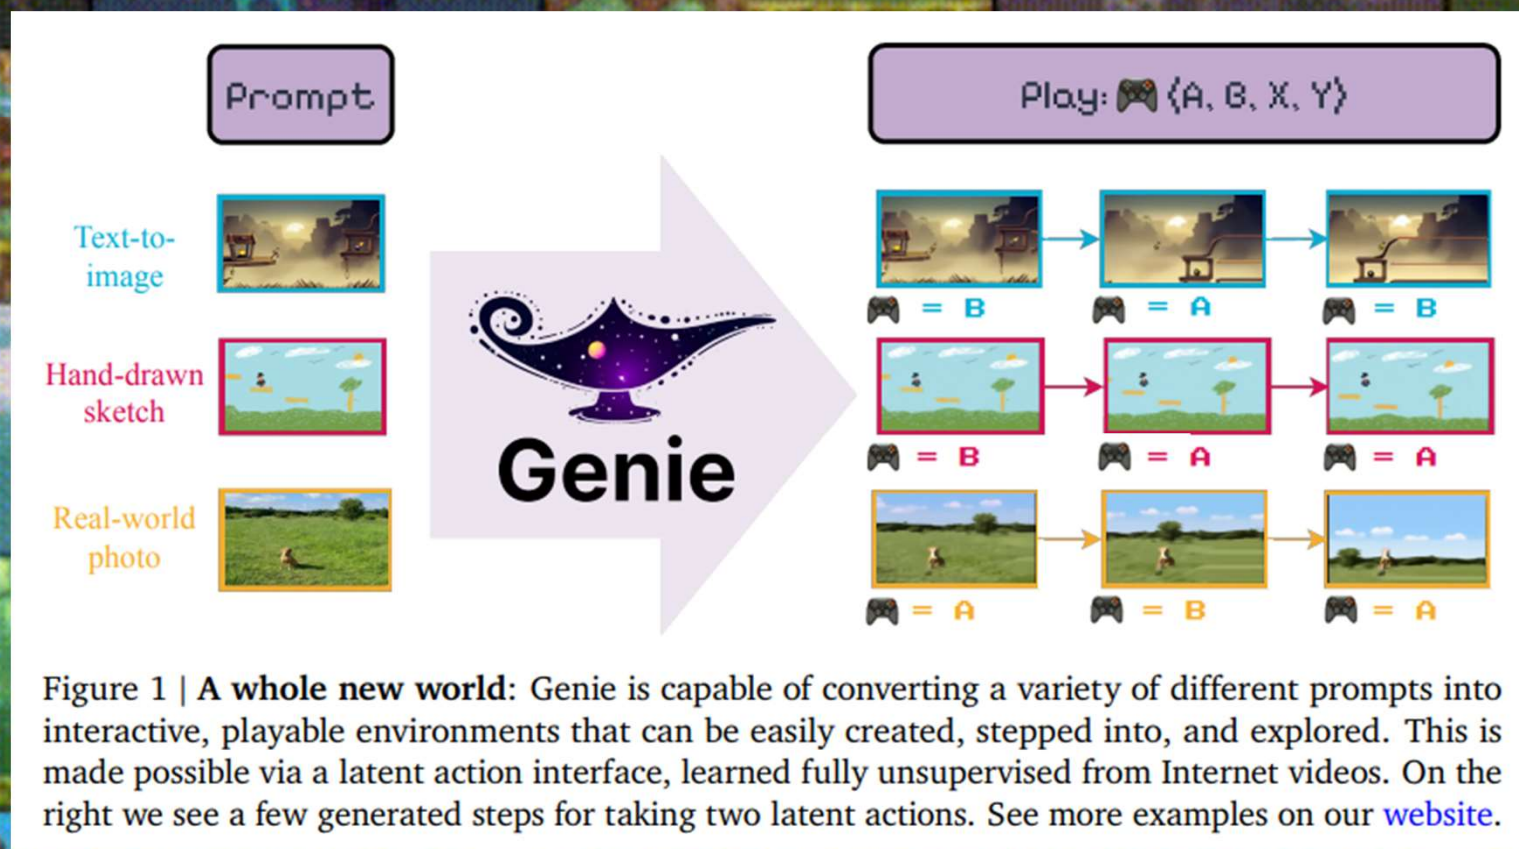 Prompt
Play: {A, B, X, Y}
Text-to-
image
= B
= A
= B
Hand-drawn
sketch
= B
= A
= A
Real-world
photo
= A
= B
= A
Genie
Figure 1 | A whole new world: Genie is capable of converting a variety of different prompts into
interactive, playable environments that can be easily created, stepped into, and explored. This is
made possible via a latent action interface, learned fully unsupervised from Internet videos. On the
right we see a few generated steps for taking two latent actions. See more examples on our website.